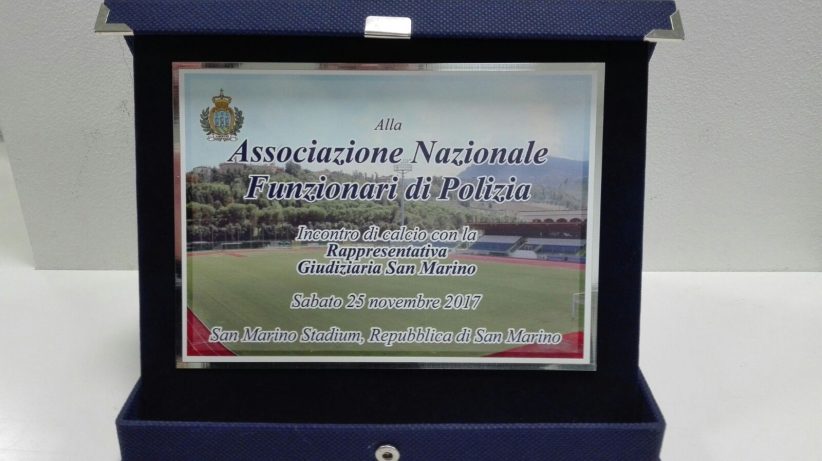 Alla
Associazione Nazionale
Funzionari di Polizia
Incontro di calcio con la
Rappresentativa
Giudiziaria San Marino
Sabato 25 novembre 2017
San Marino Stadium, Repubblica di San Marino